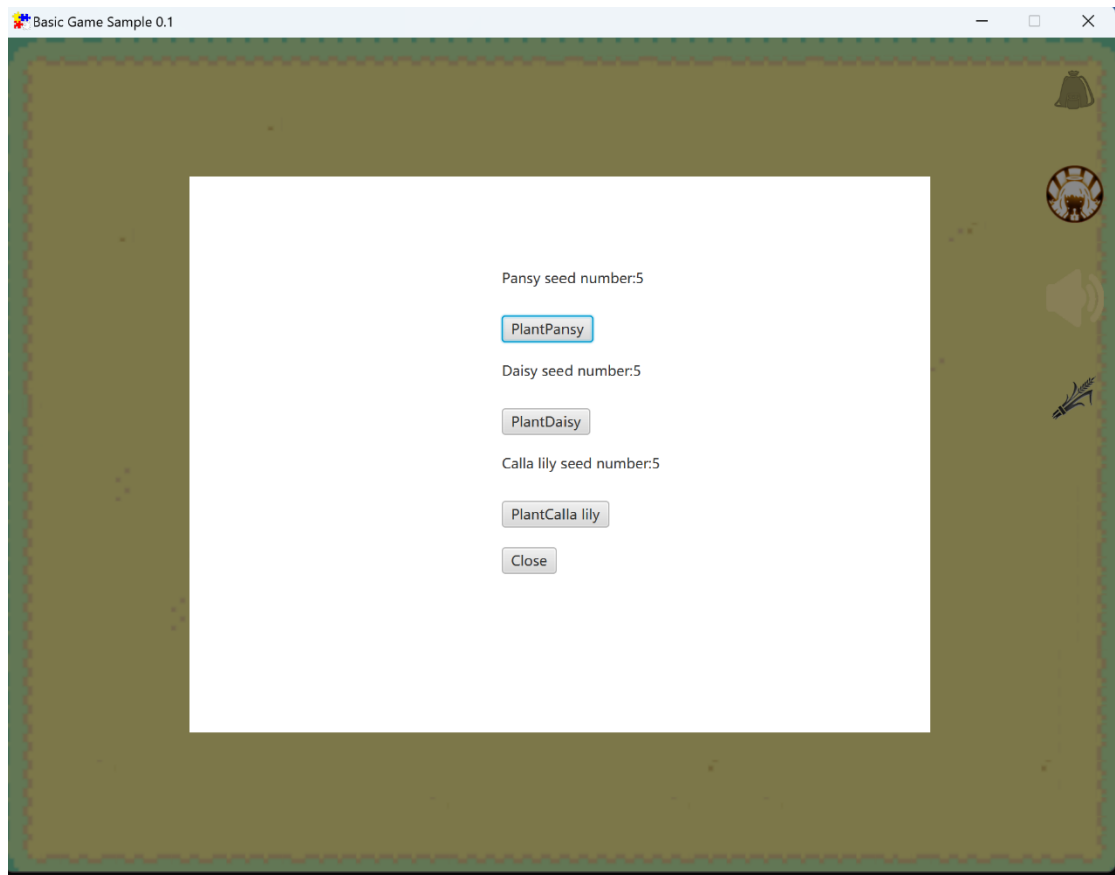 Basic Game Sample 0.1
Pansy seed number:5
PlantPansy
Daisy seed number:5
PlantDaisy
Calla lily seed number:5
PlantCalla lily
Close